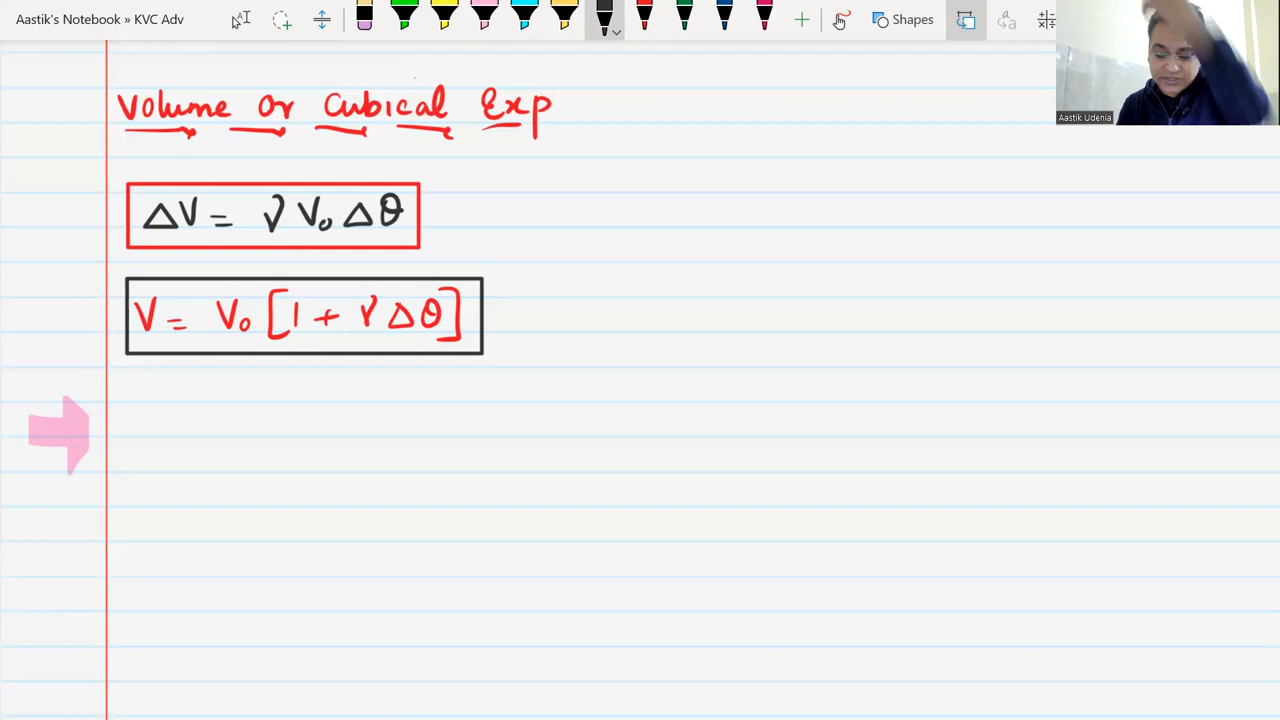 Aastik's Notebook » KVC Adv
Shapes
Aastik Udenia
Volume or Cubical Exp
ΔV = γ V₀ Δθ
V = V₀ [1 + γ Δθ]